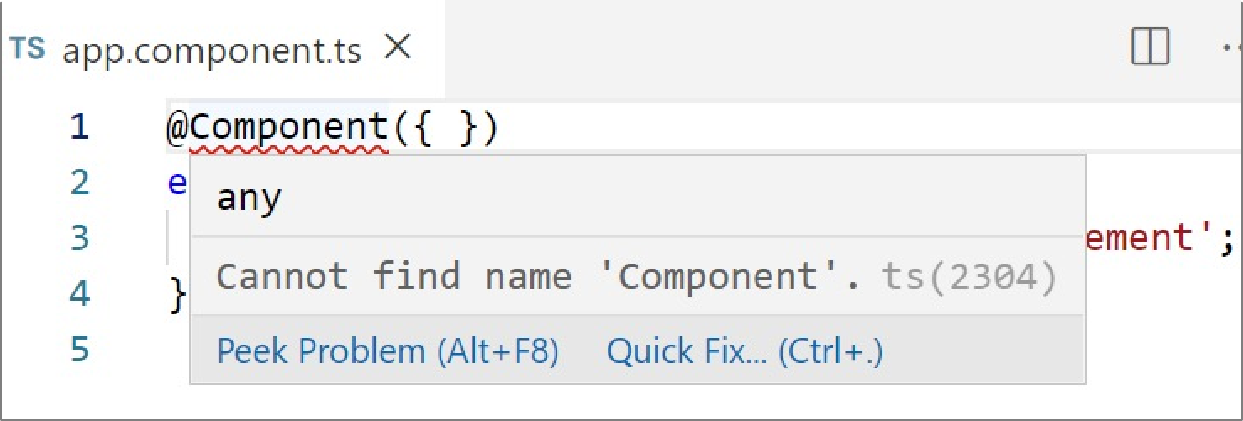 TS app.component.ts
1 @Component({ })
2 e
any
3 ement';
Cannot find name 'Component'. ts(2304)
4 }
Peek Problem (Alt+F8) Quick Fix... (Ctrl+.)
5